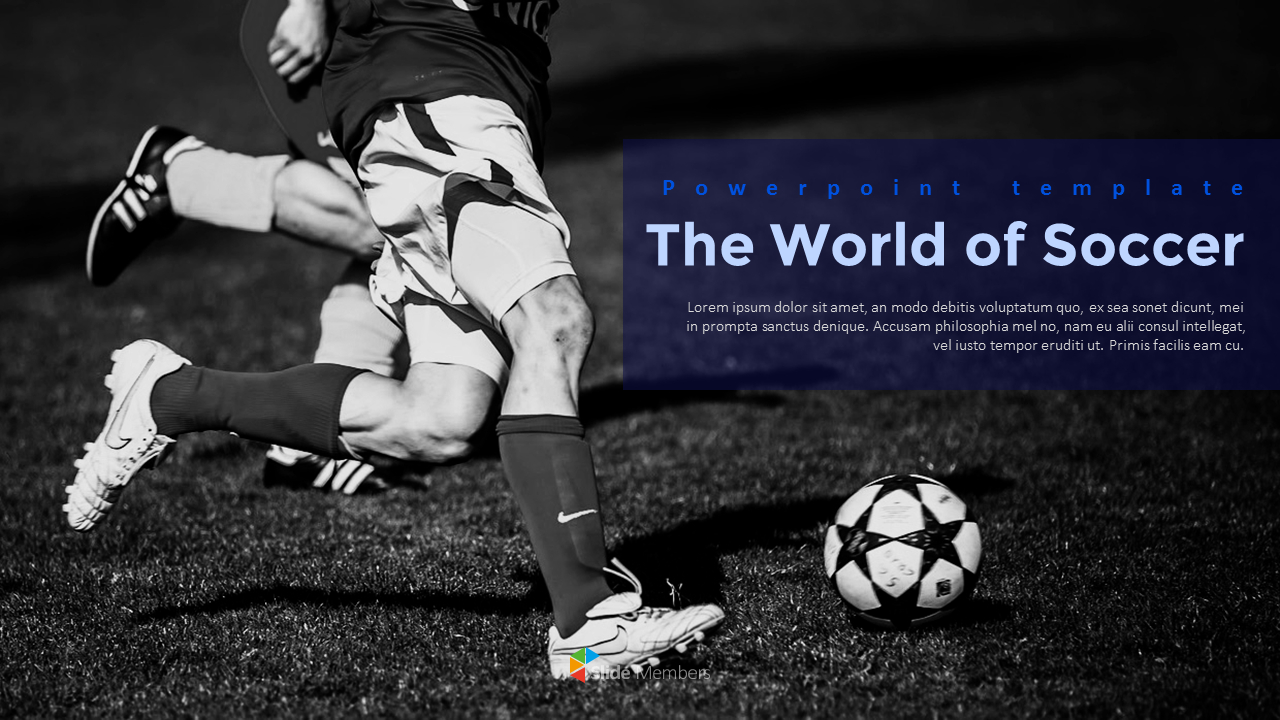 Powerpoint template
The World of Soccer
Lorem ipsum dolor sit amet, an modo debitis voluptatum quo, ex sea sonet dicunt, mei
in prompta sanctus denique. Accusam philosophia mel no, nam eu alii consul intellegat,
vel iusto tempor eruditi ut. Primis facilis eam cu.
Slide Members